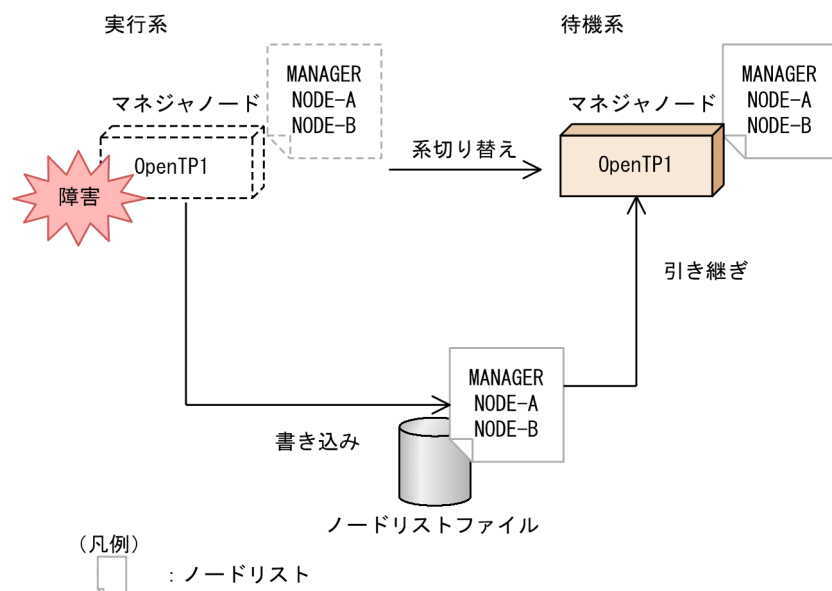 実行系
待機系
MANAGER
NODE-A
NODE-B
マネジャノード
OpenTP1
障害
系切り替え
MANAGER
NODE-A
NODE-B
マネジャノード
OpenTP1
引き継ぎ
MANAGER
NODE-A
NODE-B
書き込み
ノードリストファイル
（凡例）
：ノードリスト